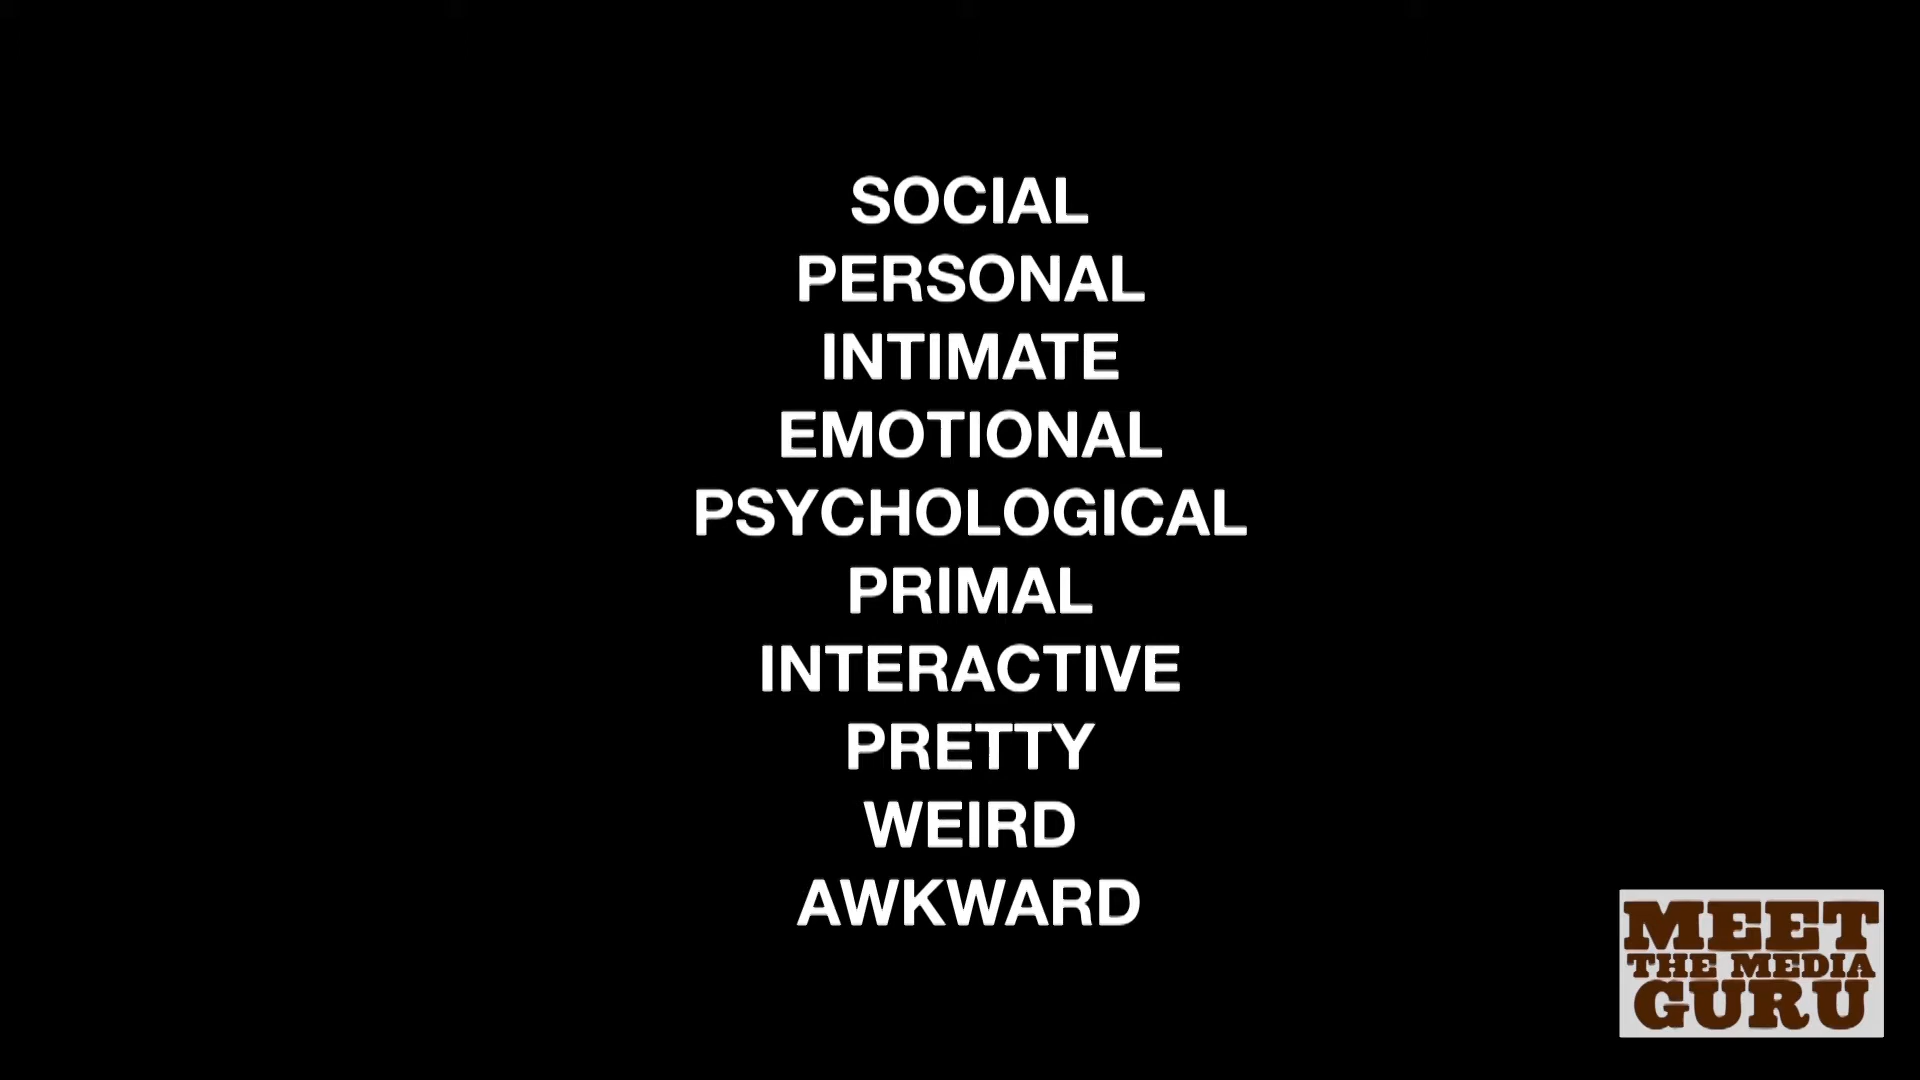 SOCIAL
PERSONAL
INTIMATE
EMOTIONAL
PSYCHOLOGICAL
PRIMAL
INTERACTIVE
PRETTY
WEIRD
AWKWARD
MEET
THE MEDIA
GURU